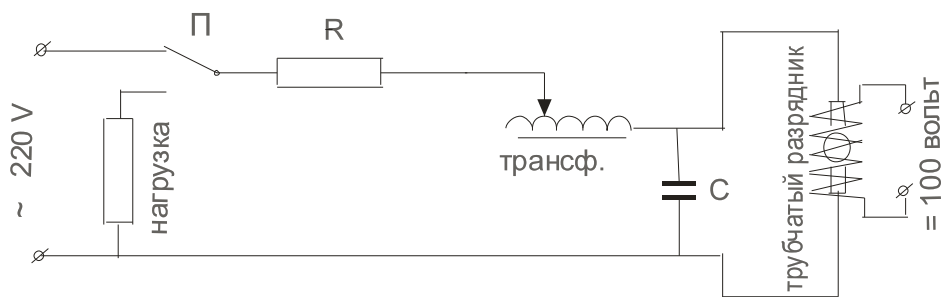 П
R
~ 220 V
нагрузка
трансф.
C
трубчатый разрядник
= 100 вольт